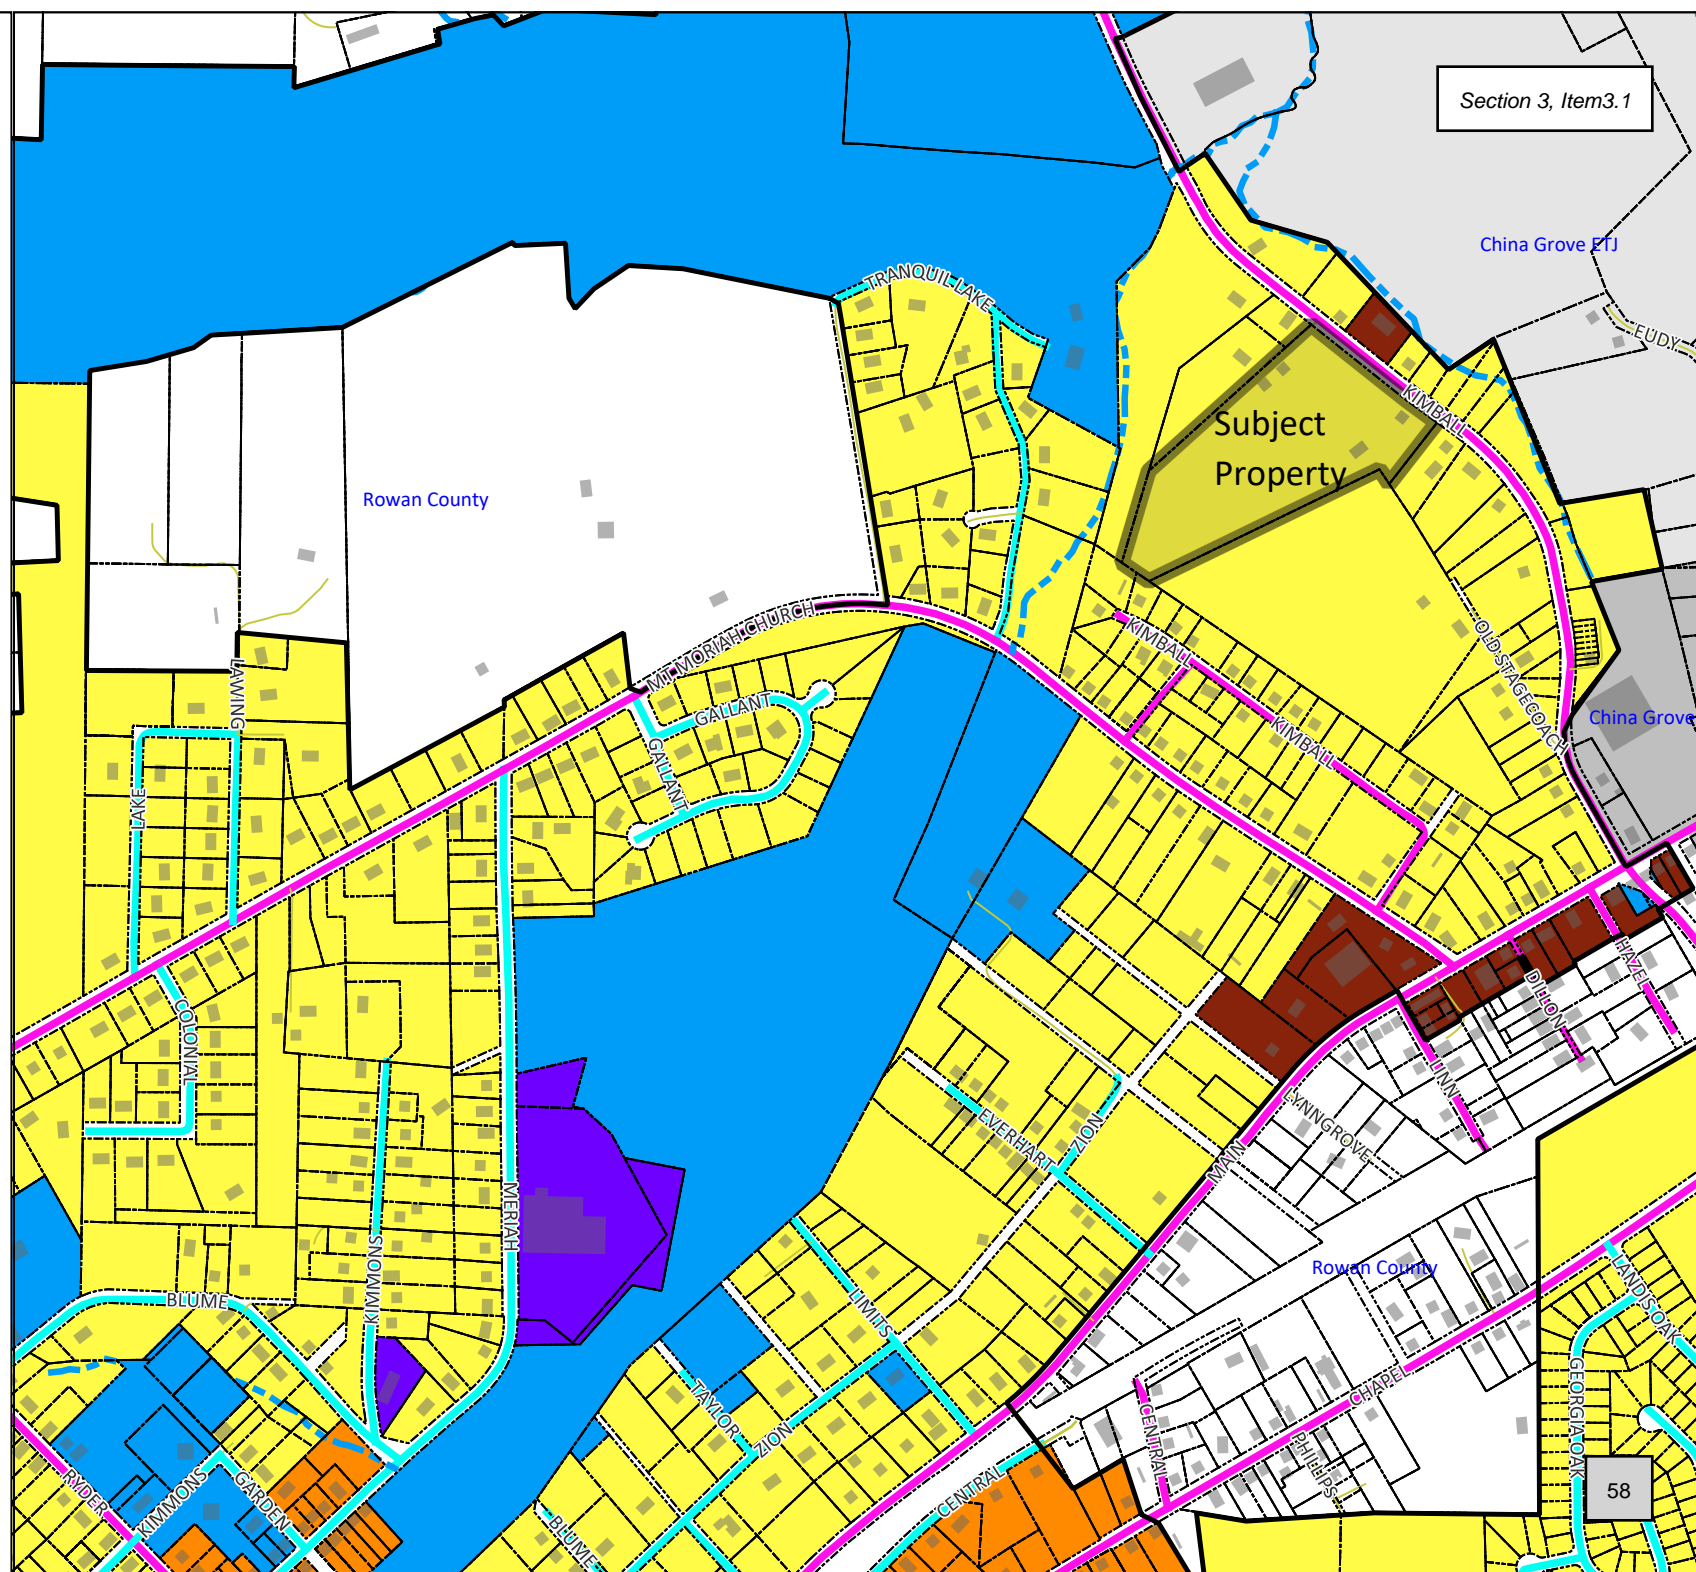 Section 3, Item3.1
China Grove ETJ
TRANQUIL LAKE
EUDY
KIMBALL
Subject
Property
Rowan County
MT MORIAH CHURCH
KIMBALL
OLD STAGECOACH
LAWING
GALLANT
GALLANT
KIMBALL
China Grove
LAKE
HAZEL
DILLON
COLONIAL
LINN
LYNNGROVE
EVERHART
ZION
MAIN
MERIAH
KIMMONS
Rowan County
LANDIS OAK
BLUME
LIMITS
GEORGIA OAK
CHAPEL
TAYLOR
ZION
CENTRAL
PHILLIPS
RYDER
KIMMONS
GARDEN
CENTRAL
58
BLUME